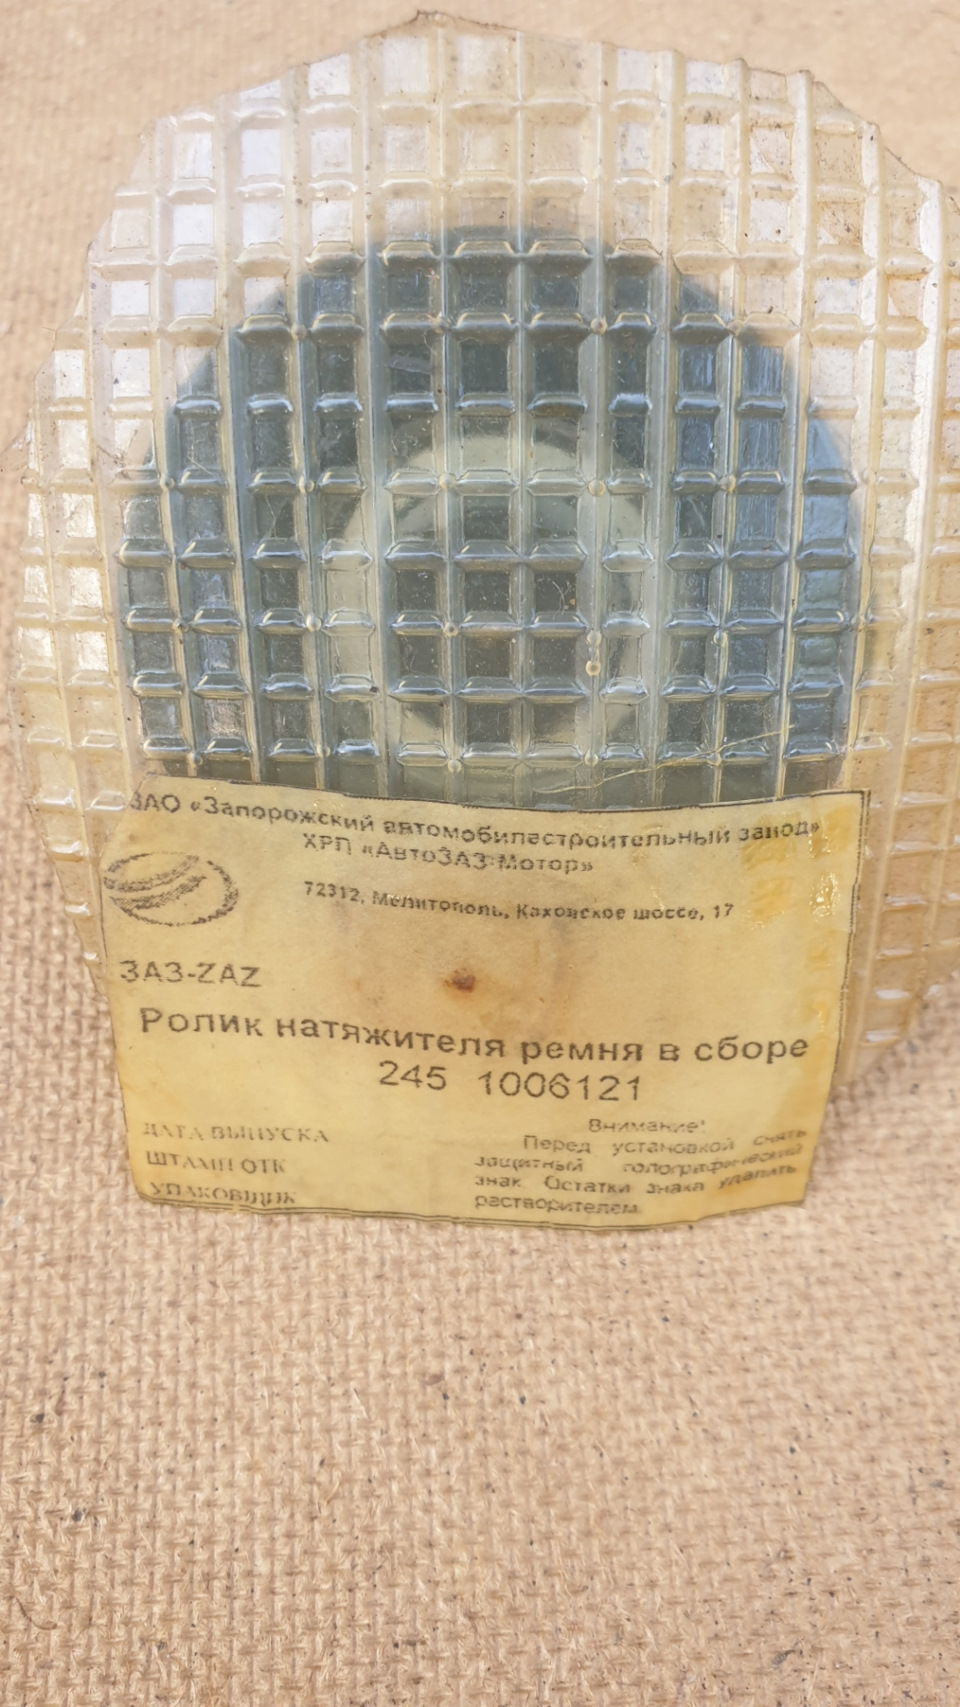 ЗАО «Запорожский автомобилестроительный завод»
ХРП «АвтоЗАЗ-Мотор»
72312, Мелитополь, Каховское шоссе, 17
ЗАЗ-ZAZ
Ролик натяжителя ремня в сборе
245 1006121
ДАТА ВЫПУСКА
ШТАМП ОТК
УПАКОВЩИК
Внимание!
Перед установкой снять
защитный голографический
знак. Остатки знака удалить
растворителем.